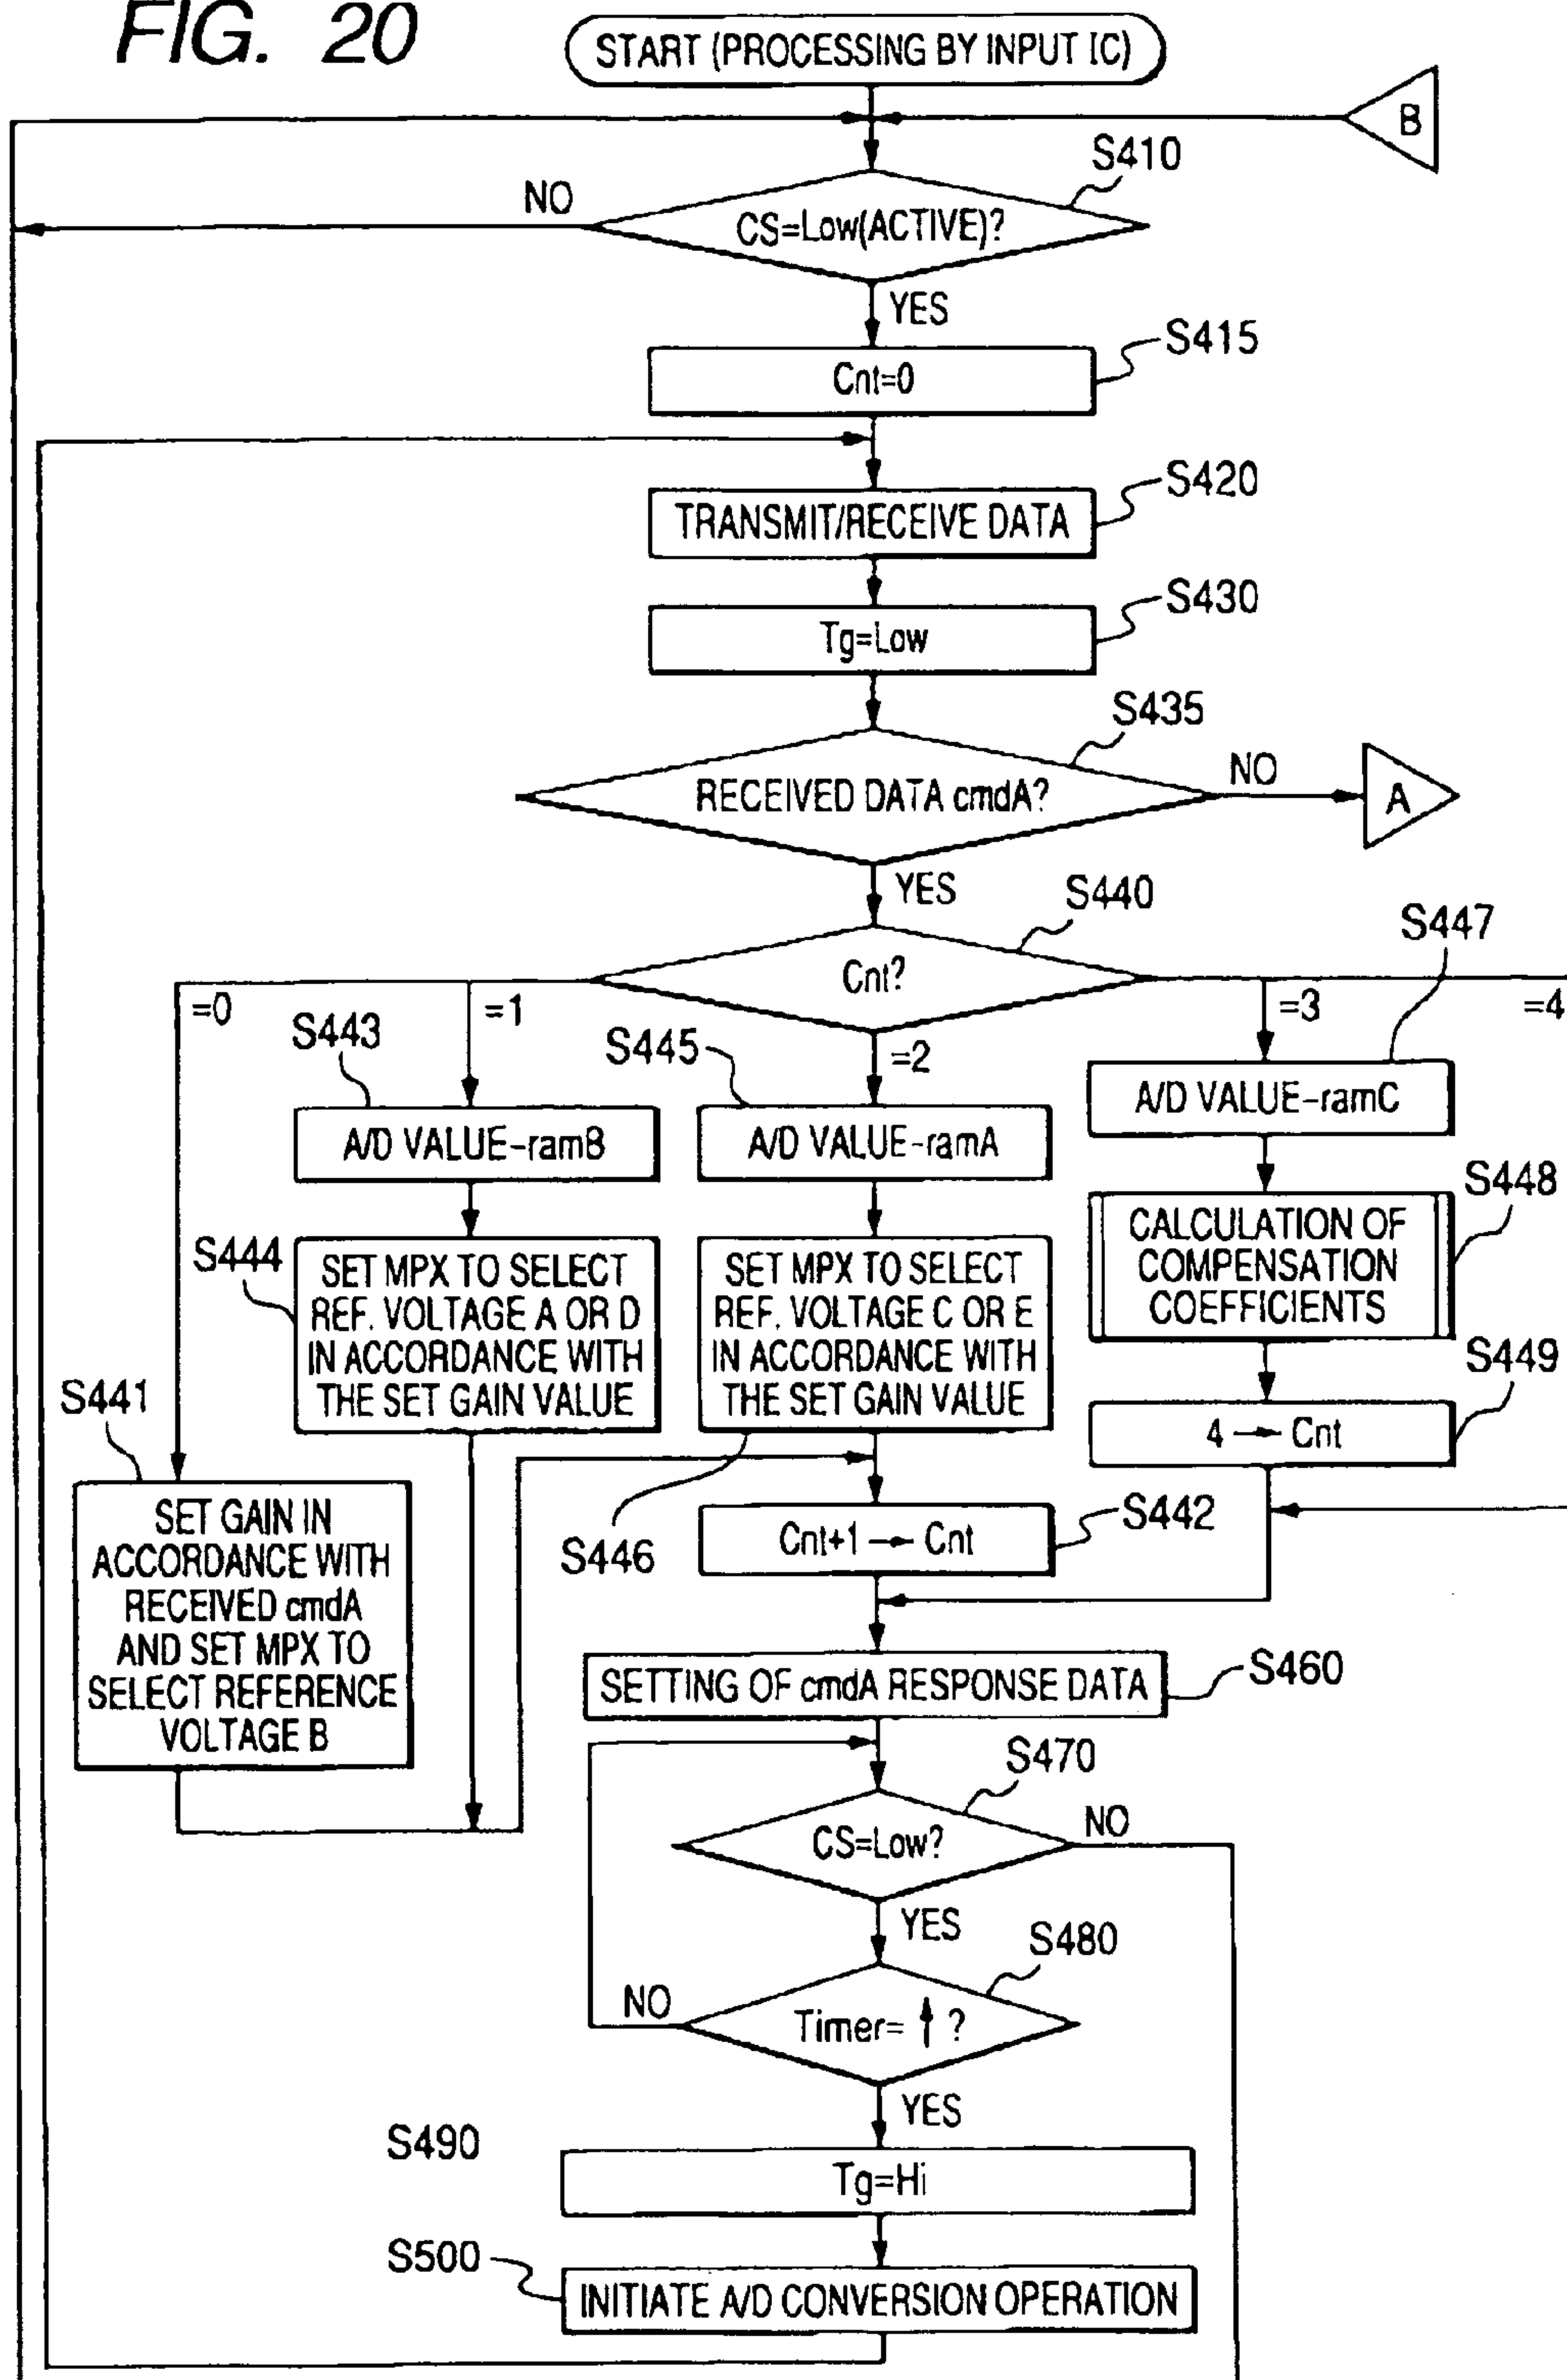 FIG. 20
START (PROCESSING BY INPUT IC)
B
S410
NO
CS=Low(ACTIVE)?
YES
S415
Cnt=0
S420
TRANSMIT/RECEIVE DATA
S430
Tg=Low
S435
RECEIVED DATA cmdA?
NO
A
YES
S440
Cnt?
S447
=0
=1
=2
=3
=4
S443
S445
A/D VALUE-ramB
A/D VALUE-ramA
A/D VALUE-ramC
S448
CALCULATION OF
COMPENSATION
COEFFICIENTS
S444
SET MPX TO SELECT
REF. VOLTAGE A OR D
IN ACCORDANCE WITH
THE SET GAIN VALUE
SET MPX TO SELECT
REF. VOLTAGE C OR E
IN ACCORDANCE WITH
THE SET GAIN VALUE
S449
4 → Cnt
S441
SET GAIN IN
ACCORDANCE WITH
RECEIVED cmdA
AND SET MPX TO
SELECT REFERENCE
VOLTAGE B
S446
Cnt+1 → Cnt
S442
SETTING OF cmdA RESPONSE DATA
S460
S470
CS=Low?
NO
YES
S480
NO
Timer= ↑ ?
YES
S490
Tg=Hi
S500
INITIATE A/D CONVERSION OPERATION